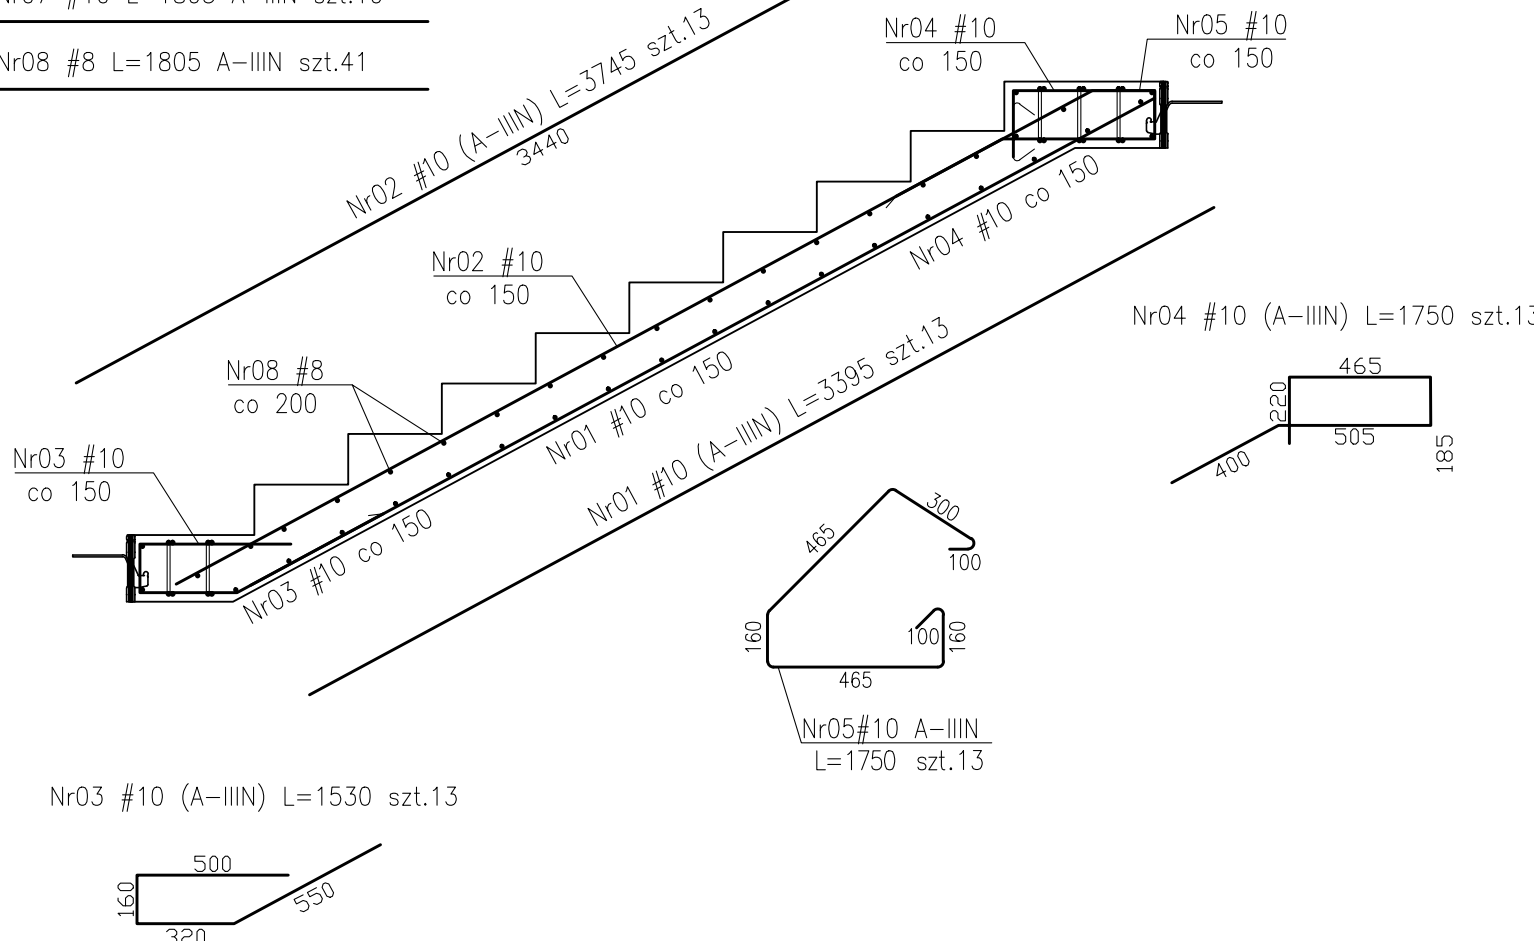 Nr08 #8 L=1805 A-IIIN szt.41
Nr02 #10 (A-IIIN) L=3745 szt.13
3440
Nr04 #10
co 150
Nr05 #10
co 150
Nr02 #10
co 150
Nr04 #10 co 150
Nr08 #8
co 200
Nr01 #10 co 150
Nr01 #10 (A-IIIN) L=3395 szt.13
Nr03 #10
co 150
Nr03 #10 co 150
Nr04 #10 (A-IIIN) L=1750 szt.13
465
220
505
185
400
465
300
100
160
100
160
465
Nr05#10 A-IIIN
L=1750 szt.13
Nr03 #10 (A-IIIN) L=1530 szt.13
500
160
550
320